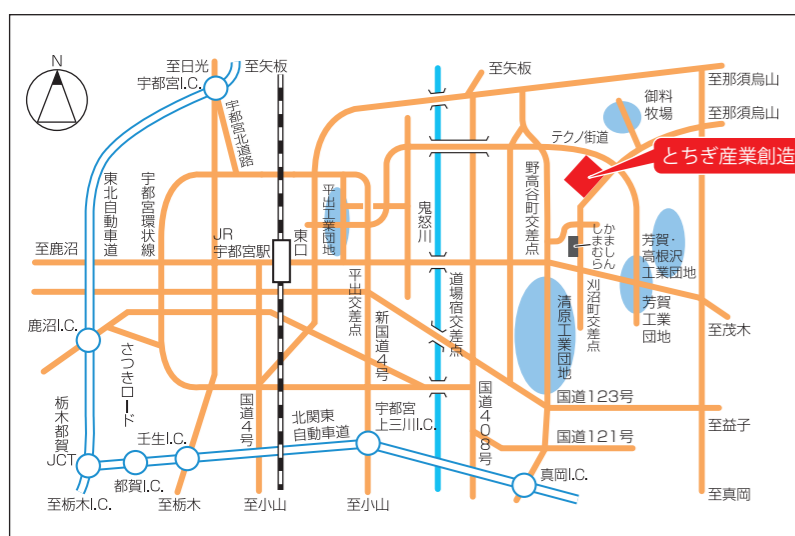 N
至日光
至矢板
宇都宮I.C.
宇都宮北道路
至矢板
至那須烏山
御料
牧場
至那須烏山
テクノ街道
とちぎ産業創造
東北自動車道
宇都宮環状線
平出工業団地
鬼怒川
野高谷町交差点
かましん
しまむら
芳賀・
高根沢
工業団地
至鹿沼
JR
宇都宮駅
東口
平出交差点
道場宿交差点
清原工業団地
刈沼町交差点
芳賀
工業
団地
至茂木
鹿沼I.C.
さつきロード
新国道4号
国道4号
国道408号
国道123号
国道121号
至益子
栃木都賀
JCT
壬生I.C.
都賀I.C.
北関東
自動車道
宇都宮
上三川I.C.
真岡I.C.
至栃木I.C.
至栃木
至小山
至小山
至真岡